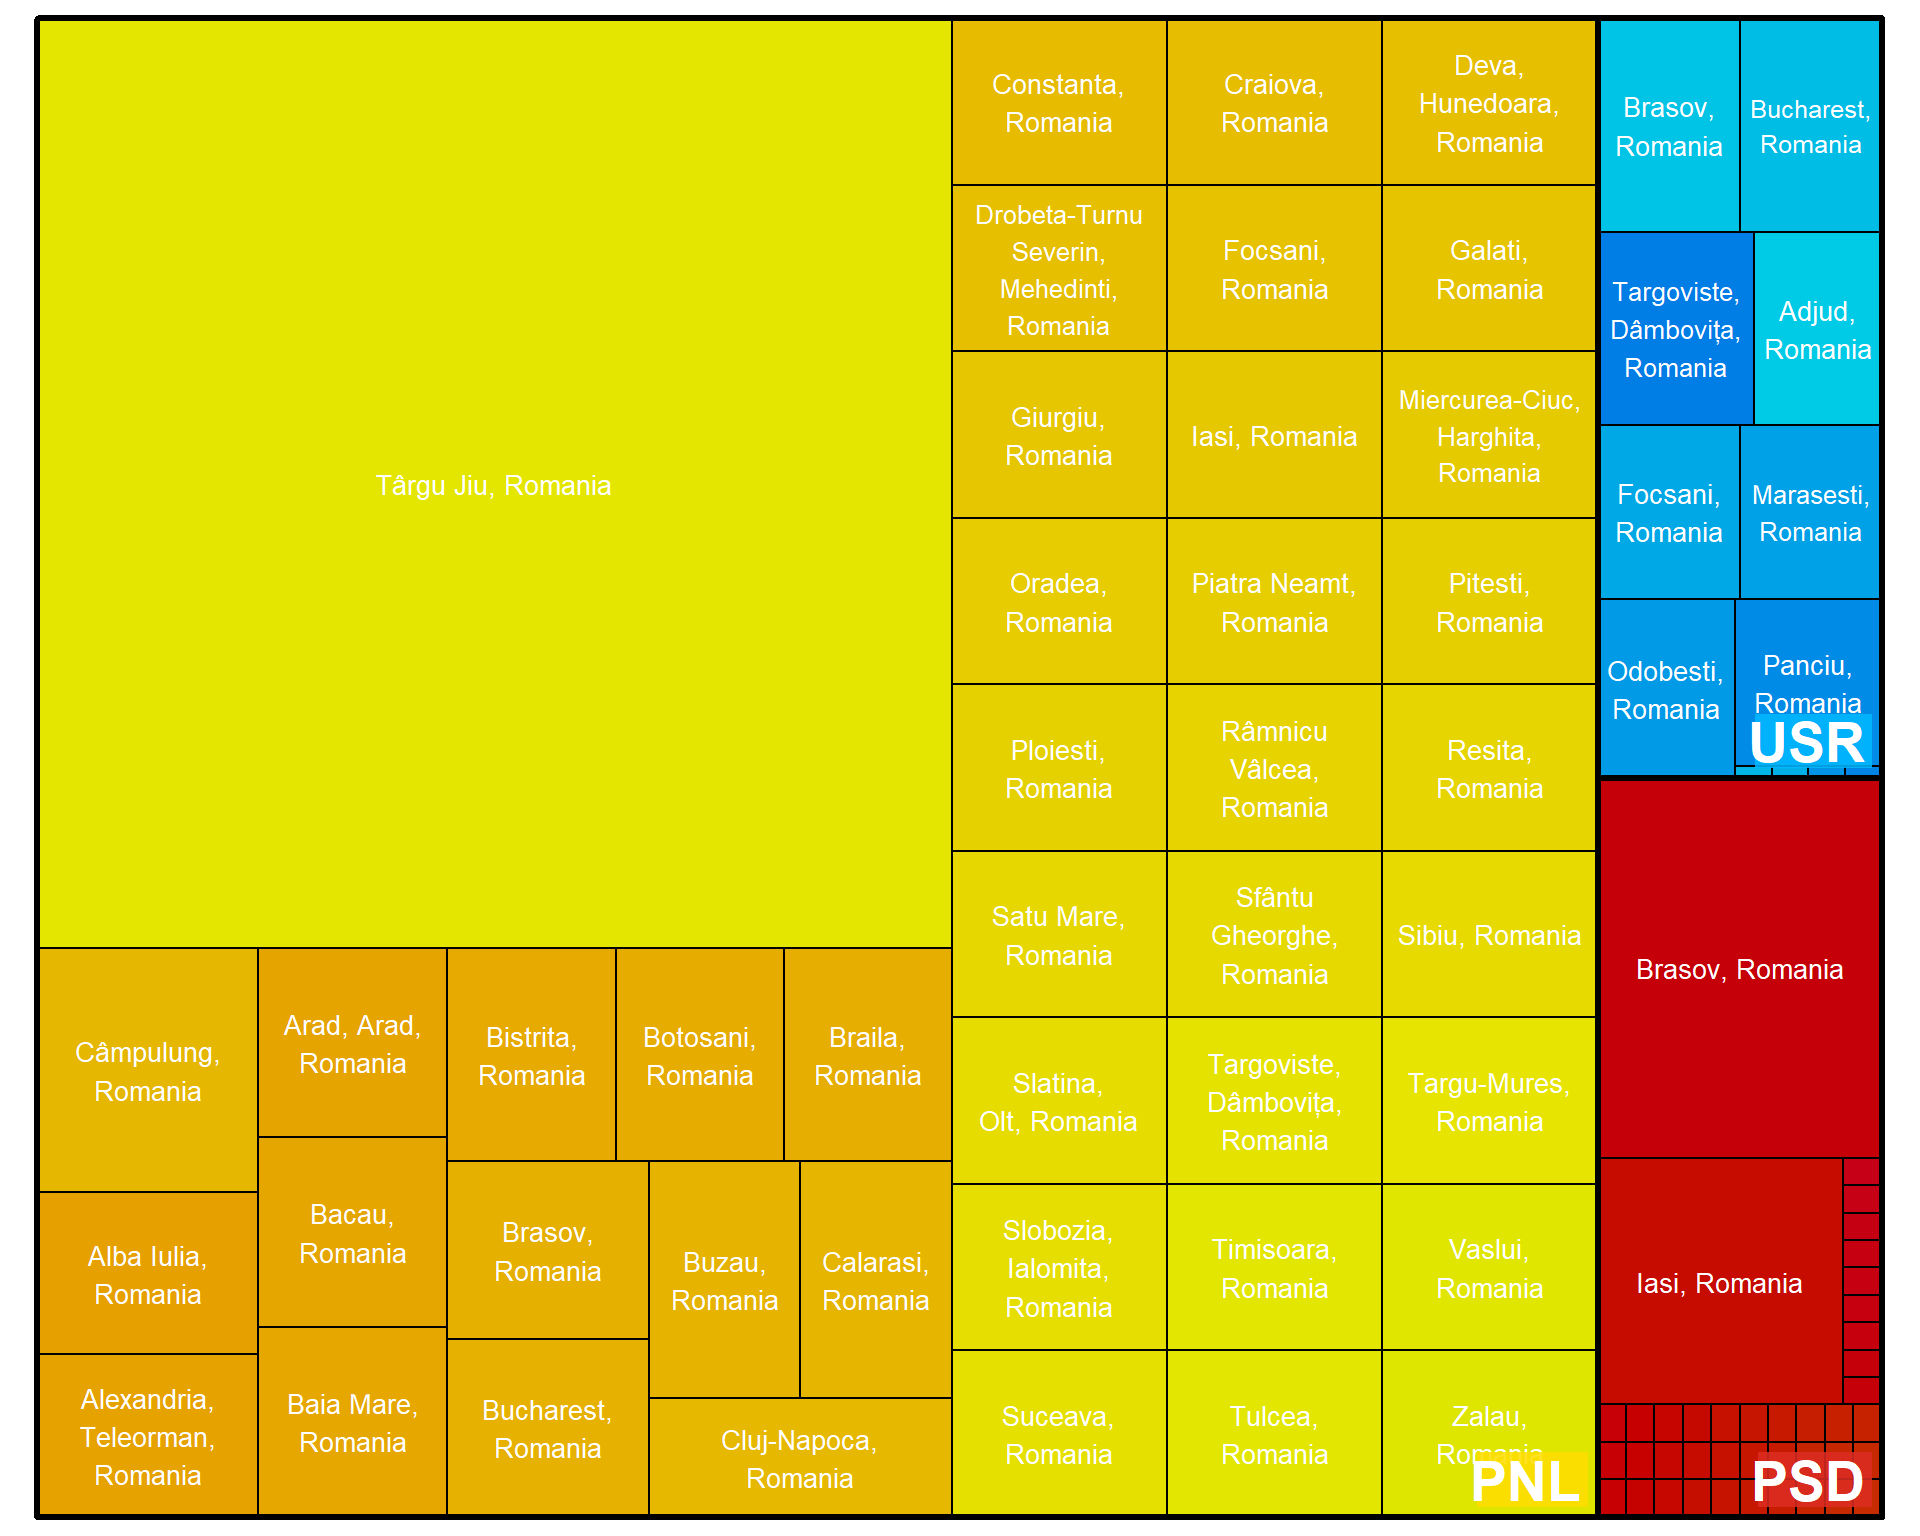 Târgu Jiu, Romania
Câmpulung,
Romania
Alba Iulia,
Romania
Alexandria,
Teleorman,
Romania
Arad, Arad,
Romania
Bacau,
Romania
Baia Mare,
Romania
Bistrita,
Romania
Botosani,
Romania
Braila,
Romania
Brasov,
Romania
Bucharest,
Romania
Buzau,
Romania
Calarasi,
Romania
Cluj-Napoca,
Romania
Constanta,
Romania
Craiova,
Romania
Deva,
Hunedoara,
Romania
Drobeta-Turnu
Severin,
Mehedinti,
Romania
Focsani,
Romania
Galati,
Romania
Giurgiu,
Romania
Iasi, Romania
Miercurea-Ciuc,
Harghita,
Romania
Oradea,
Romania
Piatra Neamt,
Romania
Pitesti,
Romania
Ploiesti,
Romania
Râmnicu
Vâlcea,
Romania
Resita,
Romania
Satu Mare,
Romania
Sfântu
Gheorghe,
Romania
Sibiu, Romania
Slatina,
Olt, Romania
Targoviste,
Dâmbovița,
Romania
Targu-Mures,
Romania
Slobozia,
Ialomita,
Romania
Timisoara,
Romania
Vaslui,
Romania
Suceava,
Romania
Tulcea,
Romania
Zalau,
Romania
PNL
Brasov,
Romania
Bucharest,
Romania
Targoviste,
Dâmbovița,
Romania
Adjud,
Romania
Focsani,
Romania
Marasesti,
Romania
Odobesti,
Romania
Panciu,
Romania
USR
Brasov, Romania
Iasi, Romania
PSD